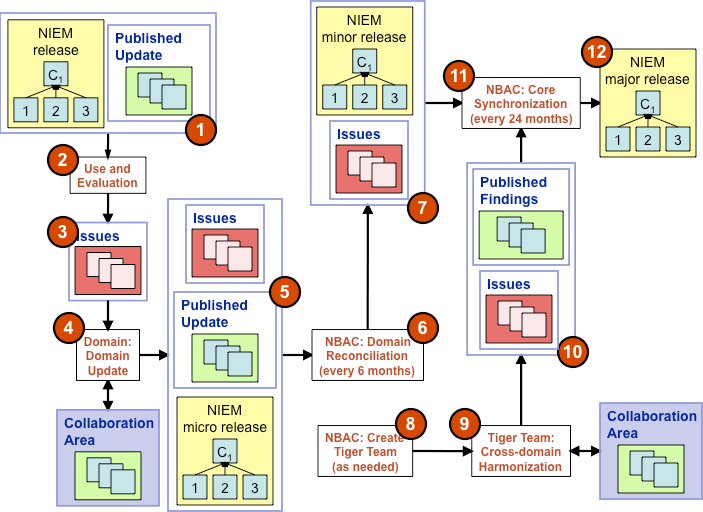 NIEM
release
C1
1 2 3
Published
Update
1
2
Use and
Evaluation
3
Issues
4
Domain:
Domain
Update
Collaboration
Area
Issues
5
Published
Update
NIEM
micro release
C1
1 2 3
NIEM
minor release
C1
1 2 3
Issues
7
6
NBAC: Domain
Reconciliation
(every 6 months)
8
NBAC: Create
Tiger Team
(as needed)
9
Tiger Team:
Cross-domain
Harmonization
Collaboration
Area
Published
Findings
Issues
10
11
NBAC: Core
Synchronization
(every 24 months)
12
NIEM
major release
C1
1 2 3